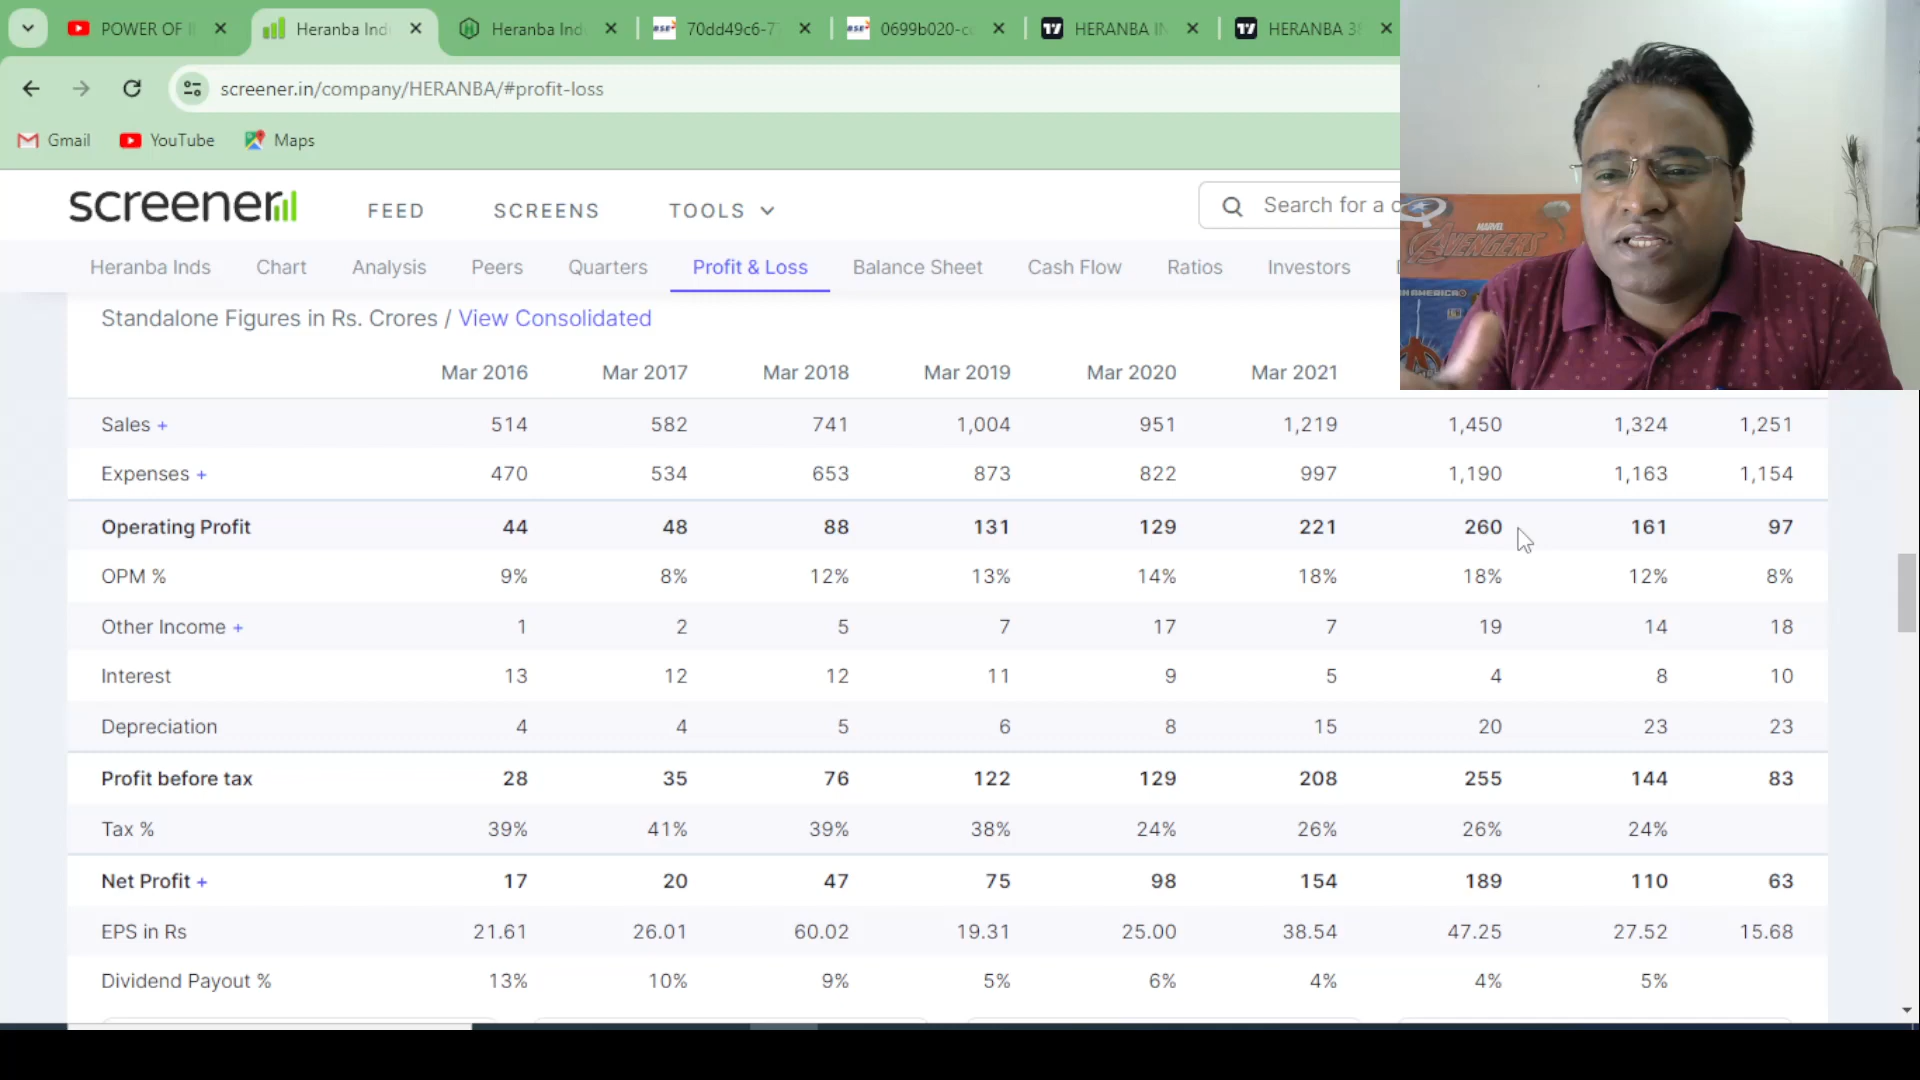 POWER OF I
Heranba Ind
Heranba Ind
70dd49c6-7
0699b020-c
HERANBA IN
HERANBA 3
screener.in/company/HERANBA/#profit-loss
Gmail YouTube Maps
screener FEED SCREENS TOOLS Search for a c
Heranba Inds Chart Analysis Peers Quarters Profit & Loss Balance Sheet Cash Flow Ratios Investors
MARVEL
AVENGERS
Standalone Figures in Rs. Crores / View Consolidated
Mar 2016 Mar 2017 Mar 2018 Mar 2019 Mar 2020 Mar 2021
Sales + 514 582 741 1,004 951 1,219 1,450 1,324 1,251
Expenses + 470 534 653 873 822 997 1,190 1,163 1,154
Operating Profit 44 48 88 131 129 221 260 161 97
OPM % 9% 8% 12% 13% 14% 18% 18% 12% 8%
Other Income + 1 2 5 7 17 7 19 14 18
Interest 13 12 12 11 9 5 4 8 10
Depreciation 4 4 5 6 8 15 20 23 23
Profit before tax 28 35 76 122 129 208 255 144 83
Tax % 39% 41% 39% 38% 24% 26% 26% 24%
Net Profit + 17 20 47 75 98 154 189 110 63
EPS in Rs 21.61 26.01 60.02 19.31 25.00 38.54 47.25 27.52 15.68
Dividend Payout % 13% 10% 9% 5% 6% 4% 4% 5%